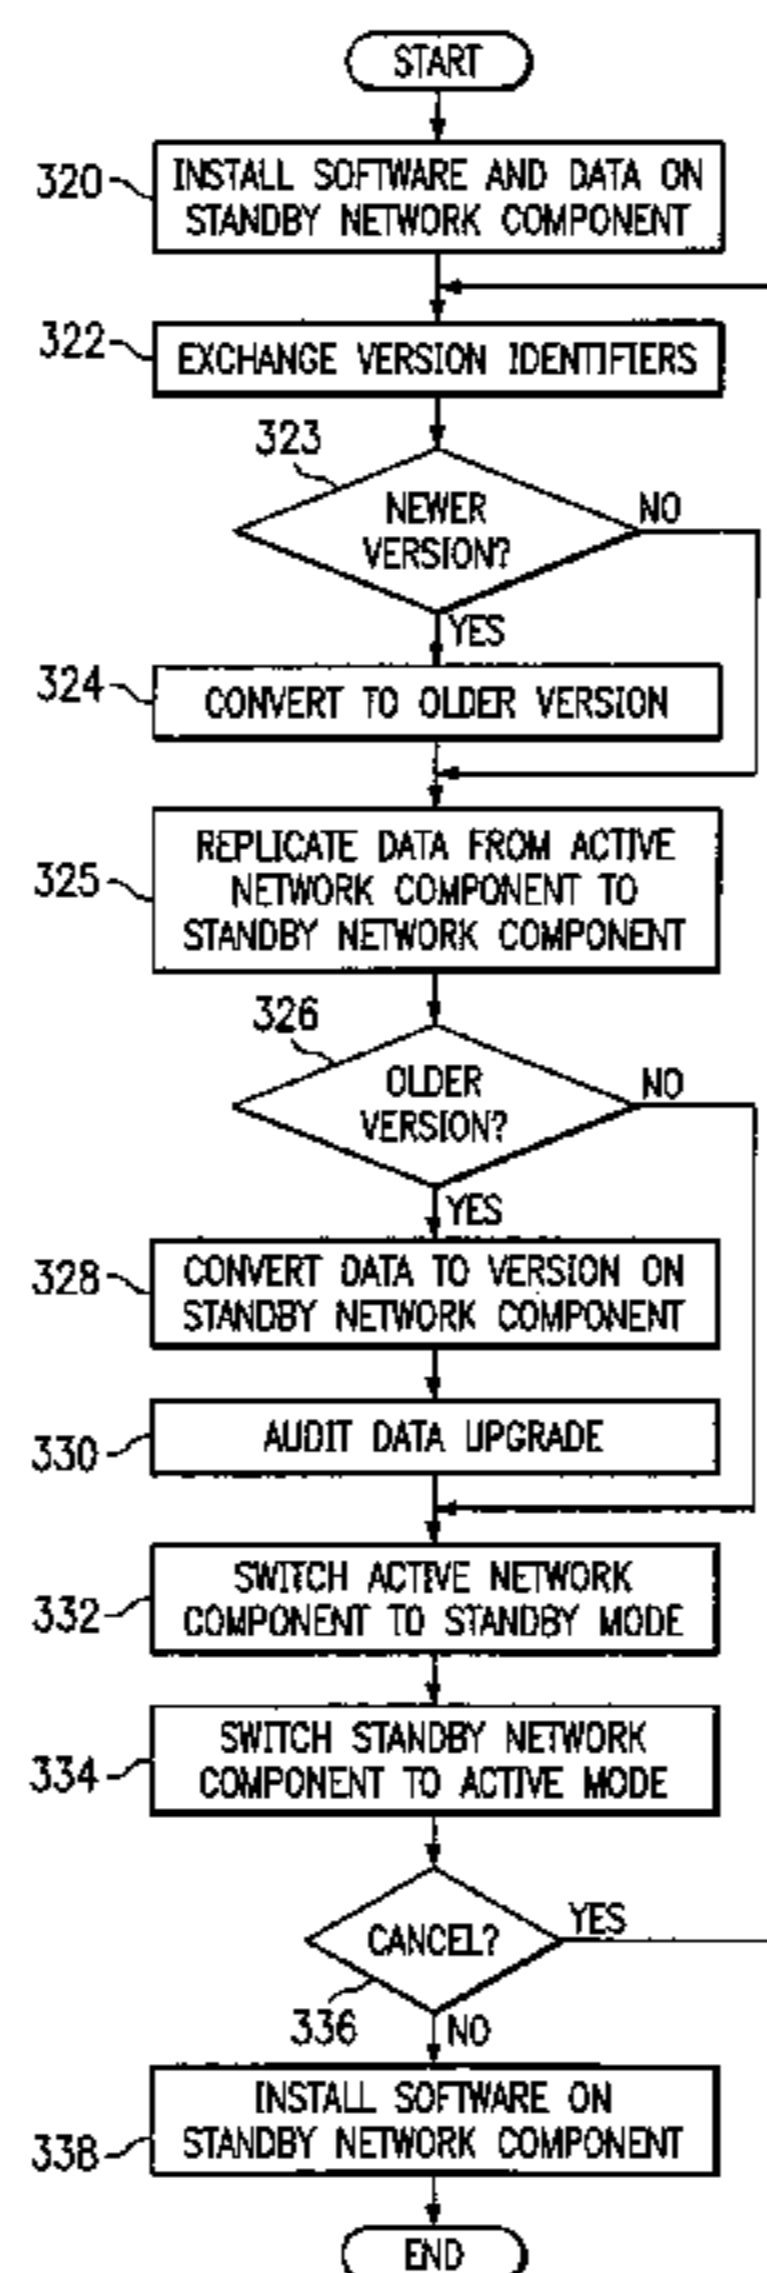 START
320
INSTALL SOFTWARE AND DATA ON
STANDBY NETWORK COMPONENT
322
EXCHANGE VERSION IDENTIFIERS
323
NEWER
VERSION?
NO
YES
324
CONVERT TO OLDER VERSION
325
REPLICATE DATA FROM ACTIVE
NETWORK COMPONENT TO
STANDBY NETWORK COMPONENT
326
OLDER
VERSION?
NO
YES
328
CONVERT DATA TO VERSION ON
STANDBY NETWORK COMPONENT
330
AUDIT DATA UPGRADE
332
SWITCH ACTIVE NETWORK
COMPONENT TO STANDBY MODE
334
SWITCH STANDBY NETWORK
COMPONENT TO ACTIVE MODE
CANCEL?
YES
336
NO
338
INSTALL SOFTWARE ON
STANDBY NETWORK COMPONENT
END